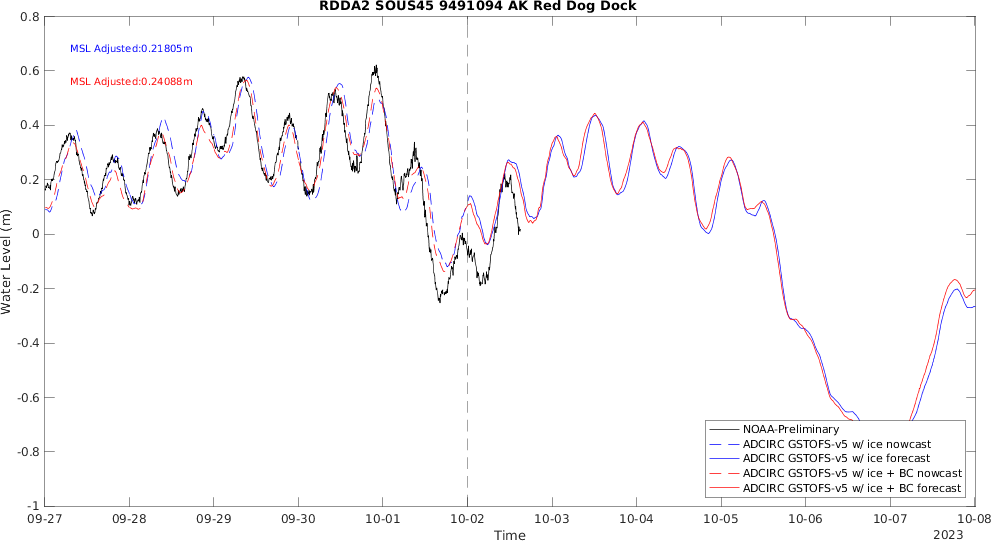 RDDA2 SOUS45 9491094 AK Red Dog Dock
MSL Adjusted:0.21805m
MSL Adjusted:0.24088m
Water Level (m)
0.8
0.6
0.4
0.2
0
-0.2
-0.4
-0.6
-0.8
-1
NOAA-Preliminary
ADCIRC GSTOFS-v5 w/ ice nowcast
ADCIRC GSTOFS-v5 w/ ice forecast
ADCIRC GSTOFS-v5 w/ ice + BC nowcast
ADCIRC GSTOFS-v5 w/ ice + BC forecast
09-27 09-28 09-29 09-30 10-01 10-02 10-03 10-04 10-05 10-06 10-07 10-08
Time
2023